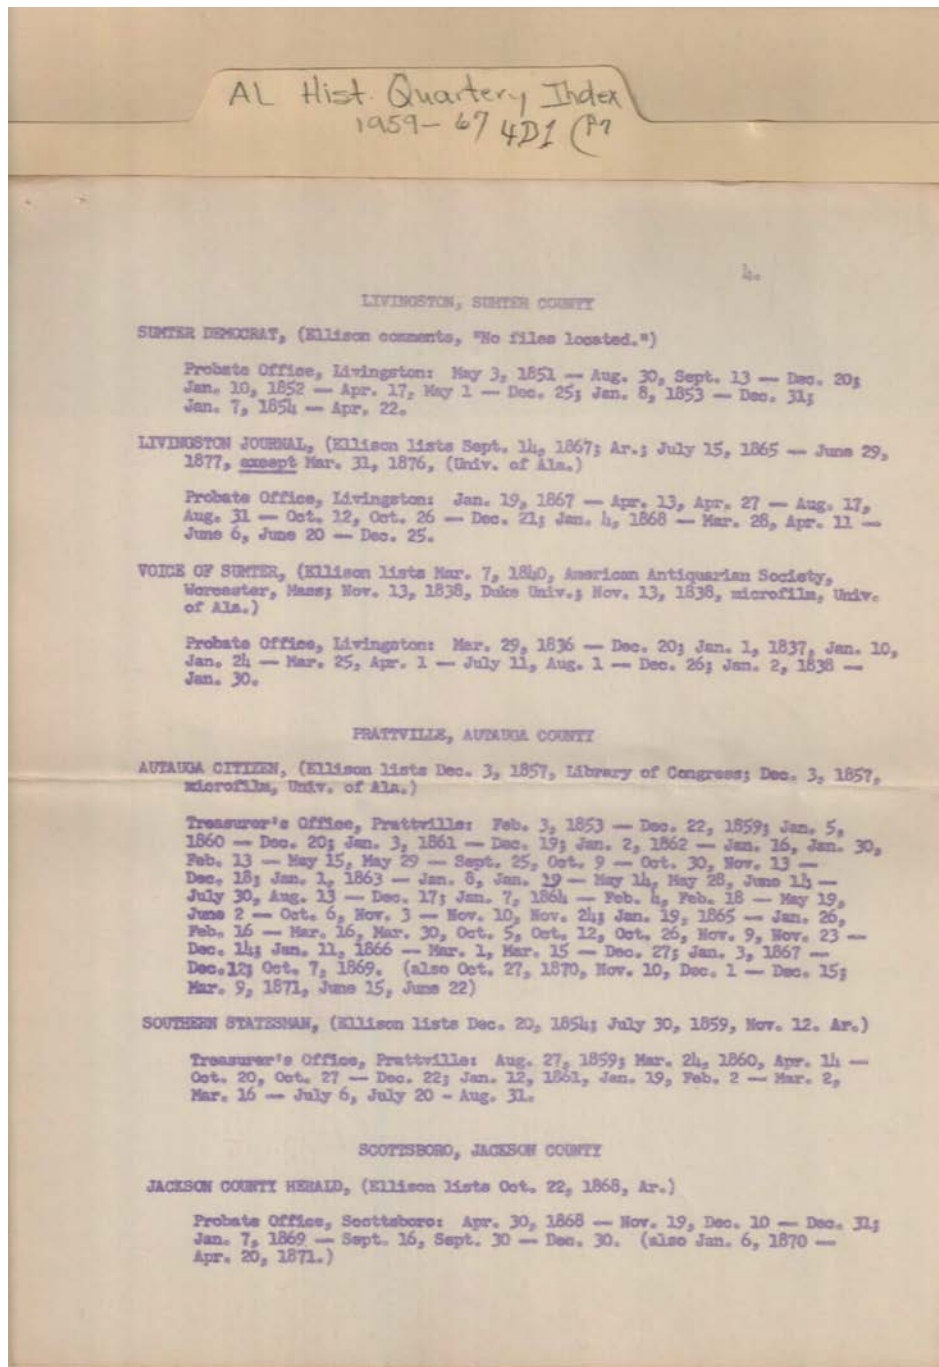 AL Hist. Quartery Index
1959-67 4D1
4.
LIVINGSTON, SUMTER COUNTY
SUMTER DEMOCRAT, (Ellison comments, "No files located.")
Probate Office, Livingston: May 3, 1851 — Aug. 30, Sept. 13 — Dec. 20;
Jan. 10, 1852 — Apr. 17, May 1 — Dec. 25; Jan. 8, 1853 — Dec. 31;
Jan. 7, 1854 — Apr. 22.
LIVINGSTON JOURNAL, (Ellison lists Sept. 14, 1867; Ar.; July 15, 1865 — June 29,
1877, except Mar. 31, 1876, (Univ. of Ala.)
Probate Office, Livingston: Jan. 19, 1867 — Apr. 13, Apr. 27 — Aug. 17,
Aug. 31 — Oct. 12, Oct. 26 — Dec. 21; Jan. 4, 1868 — Mar. 28, Apr. 11 —
June 6, June 20 — Dec. 25.
VOICE OF SUMTER, (Ellison lists Mar. 7, 1840, American Antiquarian Society,
Worcester, Mass; Nov. 13, 1838, Duke Univ.; Nov. 13, 1838, microfilm, Univ.
of Ala.)
Probate Office, Livingston: Mar. 29, 1836 — Dec. 20; Jan. 1, 1837, Jan. 10,
Jan. 24 — Mar. 25, Apr. 1 — July 11, Aug. 1 — Dec. 26; Jan. 2, 1838 —
Jan. 30.
PRATTVILLE, AUTAUGA COUNTY
AUTAUGA CITIZEN, (Ellison lists Dec. 3, 1857, Library of Congress; Dec. 3, 1857,
microfilm, Univ. of Ala.)
Treasurer's Office, Prattville: Feb. 3, 1853 — Dec. 22, 1859; Jan. 5,
1860 — Dec. 20; Jan. 3, 1861 — Dec. 19; Jan. 2, 1862 — Jan. 16, Jan. 30,
Feb. 13 — May 15, May 29 — Sept. 25, Oct. 9 — Oct. 30, Nov. 13 —
Dec. 18; Jan. 1, 1863 — Jan. 8, Jan. 19 — May 14, May 28, June 14 —
July 30, Aug. 13 — Dec. 17; Jan. 7, 1864 — Feb. 4, Feb. 18 — May 19,
June 2 — Oct. 6, Nov. 3 — Nov. 10, Nov. 24; Jan. 19, 1865 — Jan. 26,
Feb. 16 — Mar. 16, Mar. 30, Oct. 5, Oct. 12, Oct. 26, Nov. 9, Nov. 23 —
Dec. 14; Jan. 11, 1866 — Mar. 1, Mar. 15 — Dec. 27; Jan. 3, 1867 —
Dec.12; Oct. 7, 1869. (also Oct. 27, 1870, Nov. 10, Dec. 1 — Dec. 15;
Mar. 9, 1871, June 15, June 22)
SOUTHERN STATESMAN, (Ellison lists Dec. 20, 1854; July 30, 1859, Nov. 12. Ar.)
Treasurer's Office, Prattville: Aug. 27, 1859; Mar. 24, 1860, Apr. 14 —
Oct. 20, Oct. 27 — Dec. 22; Jan. 12, 1861, Jan. 19, Feb. 2 — Mar. 2,
Mar. 16 — July 6, July 20 - Aug. 31.
SCOTTSBORO, JACKSON COUNTY
JACKSON COUNTY HERALD, (Ellison lists Oct. 22, 1868, Ar.)
Probate Office, Scottsboro: Apr. 30, 1868 — Nov. 19, Dec. 10 — Dec. 31;
Jan. 7, 1869 — Sept. 16, Sept. 30 — Dec. 30. (also Jan. 6, 1870 —
Apr. 20, 1871.)